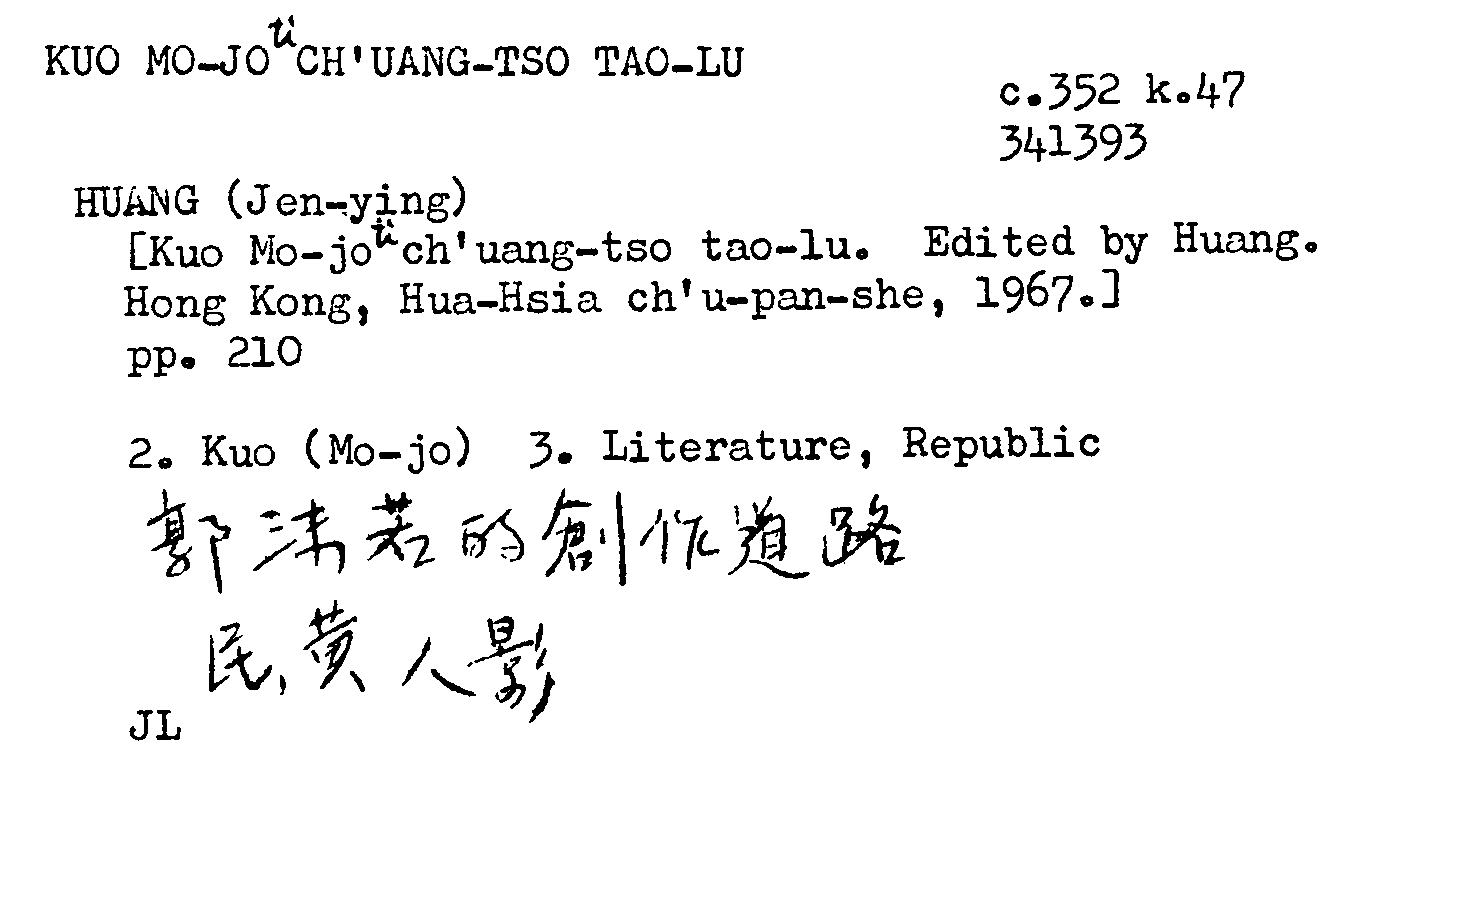 KUO MO-JO ti CH'UANG-TSO TAO-LU
c.352 k.47
341393
HUANG (Jen-ying)
[Kuo Mo-jo ti ch'uang-tso tao-lu. Edited by Huang.
Hong Kong, Hua-Hsia ch'u-pan-she, 1967.]
pp. 210
2. Kuo (Mo-jo) 3. Literature, Republic
郭沫若的創作道路
民, 黄人影
JL